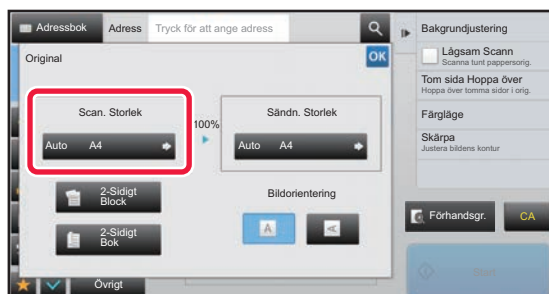 Adressbok
Adress
Tryck för att ange adress
Original
OK
Scan. Storlek
Auto A4
100%
Sändn. Storlek
Auto A4
2-Sidigt
Block
2-Sidigt
Bok
Bildorientering
A
A
Övrigt
Bakgrundjustering
Lågsam Scann
Scanna tunt pappersorig.
Tom sida Hoppa över
Hoppa över tomma sidor i orig.
Färgläge
Skärpa
Justera bildens kontur
Förhandsgr.
CA
Start